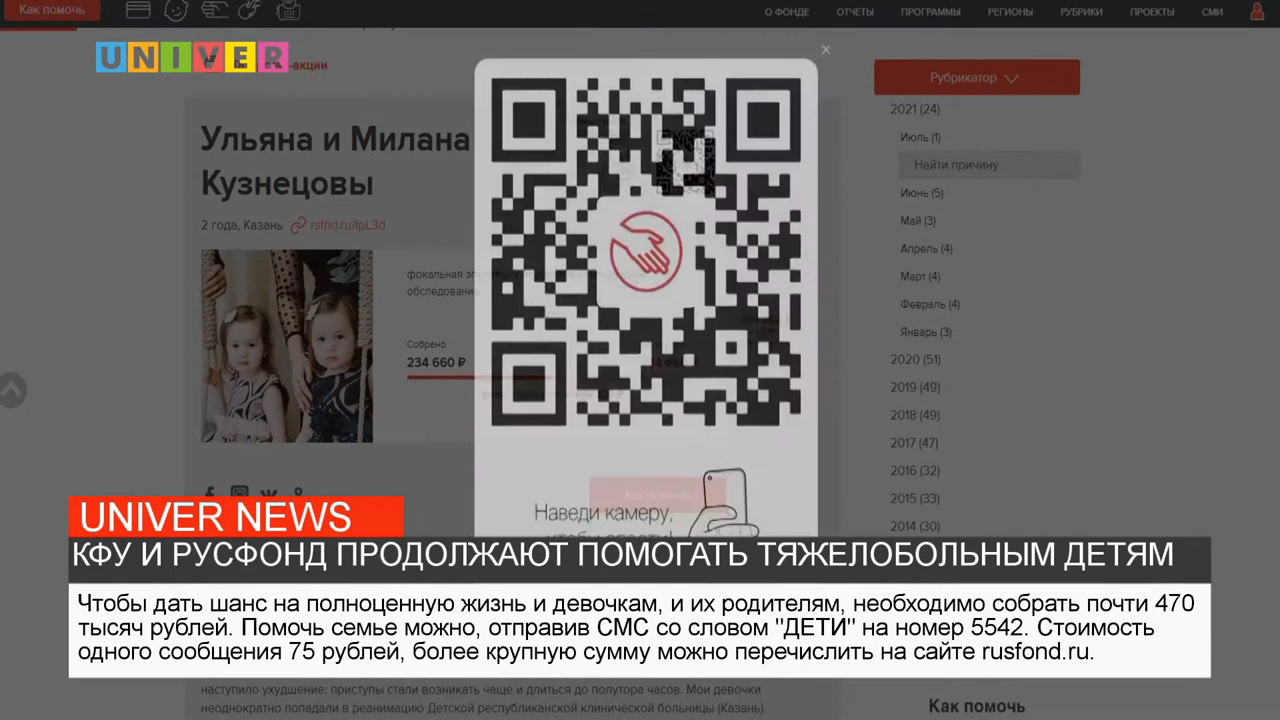 Как помочь
О ФОНДЕ ОТЧЕТЫ ПРОГРАММЫ РЕГИОНЫ РУБРИКИ ПРОЕКТЫ СМИ
UNIVER
-акции
Рубрикатор
2021 (24)
Июль (1)
Найти причину
Июнь (5)
Май (3)
Апрель (4)
Март (4)
Февраль (4)
Январь (3)
2020 (51)
2019 (49)
2018 (49)
2017 (47)
2016 (32)
2015 (33)
2014 (30)
Ульяна и Милана
Кузнецовы
2 года, Казань rsfnd.ru/lpL3d
фокальная
обследование
Собрано
234 660 ₽
Наведи камеру,
UNIVER NEWS
КФУ И РУСФОНД ПРОДОЛЖАЮТ ПОМОГАТЬ ТЯЖЕЛОБОЛЬНЫМ ДЕТЯМ
Чтобы дать шанс на полноценную жизнь и девочкам, и их родителям, необходимо собрать почти 470
тысяч рублей. Помочь семье можно, отправив СМС со словом "ДЕТИ" на номер 5542. Стоимость
одного сообщения 75 рублей, более крупную сумму можно перечислить на сайте rusfond.ru.
наступило ухудшение: приступы стали возникать чаще и длиться до полутора часов. Мои девочки
неоднократно попадали в реанимацию Детской республиканской клинической больницы (Казань).
Как помочь